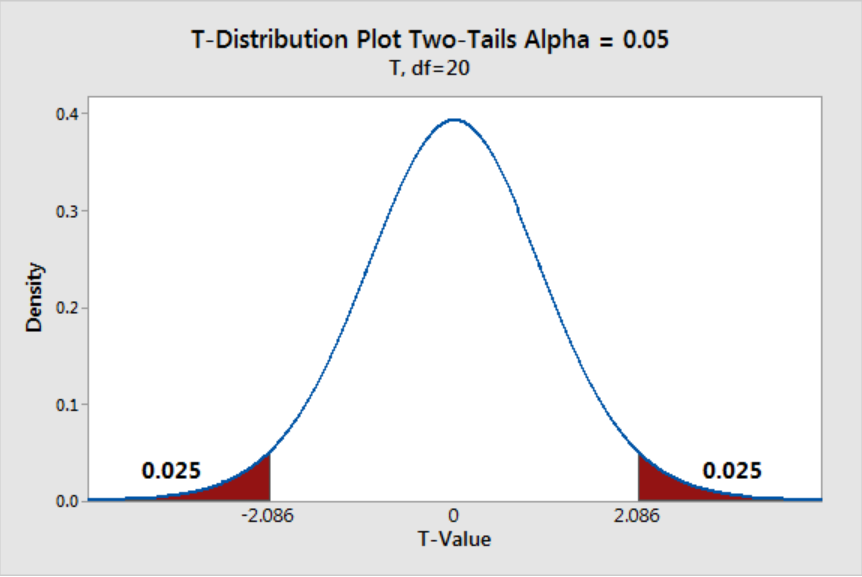 T-Distribution Plot Two-Tails Alpha = 0.05
T, df=20
0.4
0.3
0.2
0.1
0.0
Density
0.025
0.025
-2.086
0
2.086
T-Value